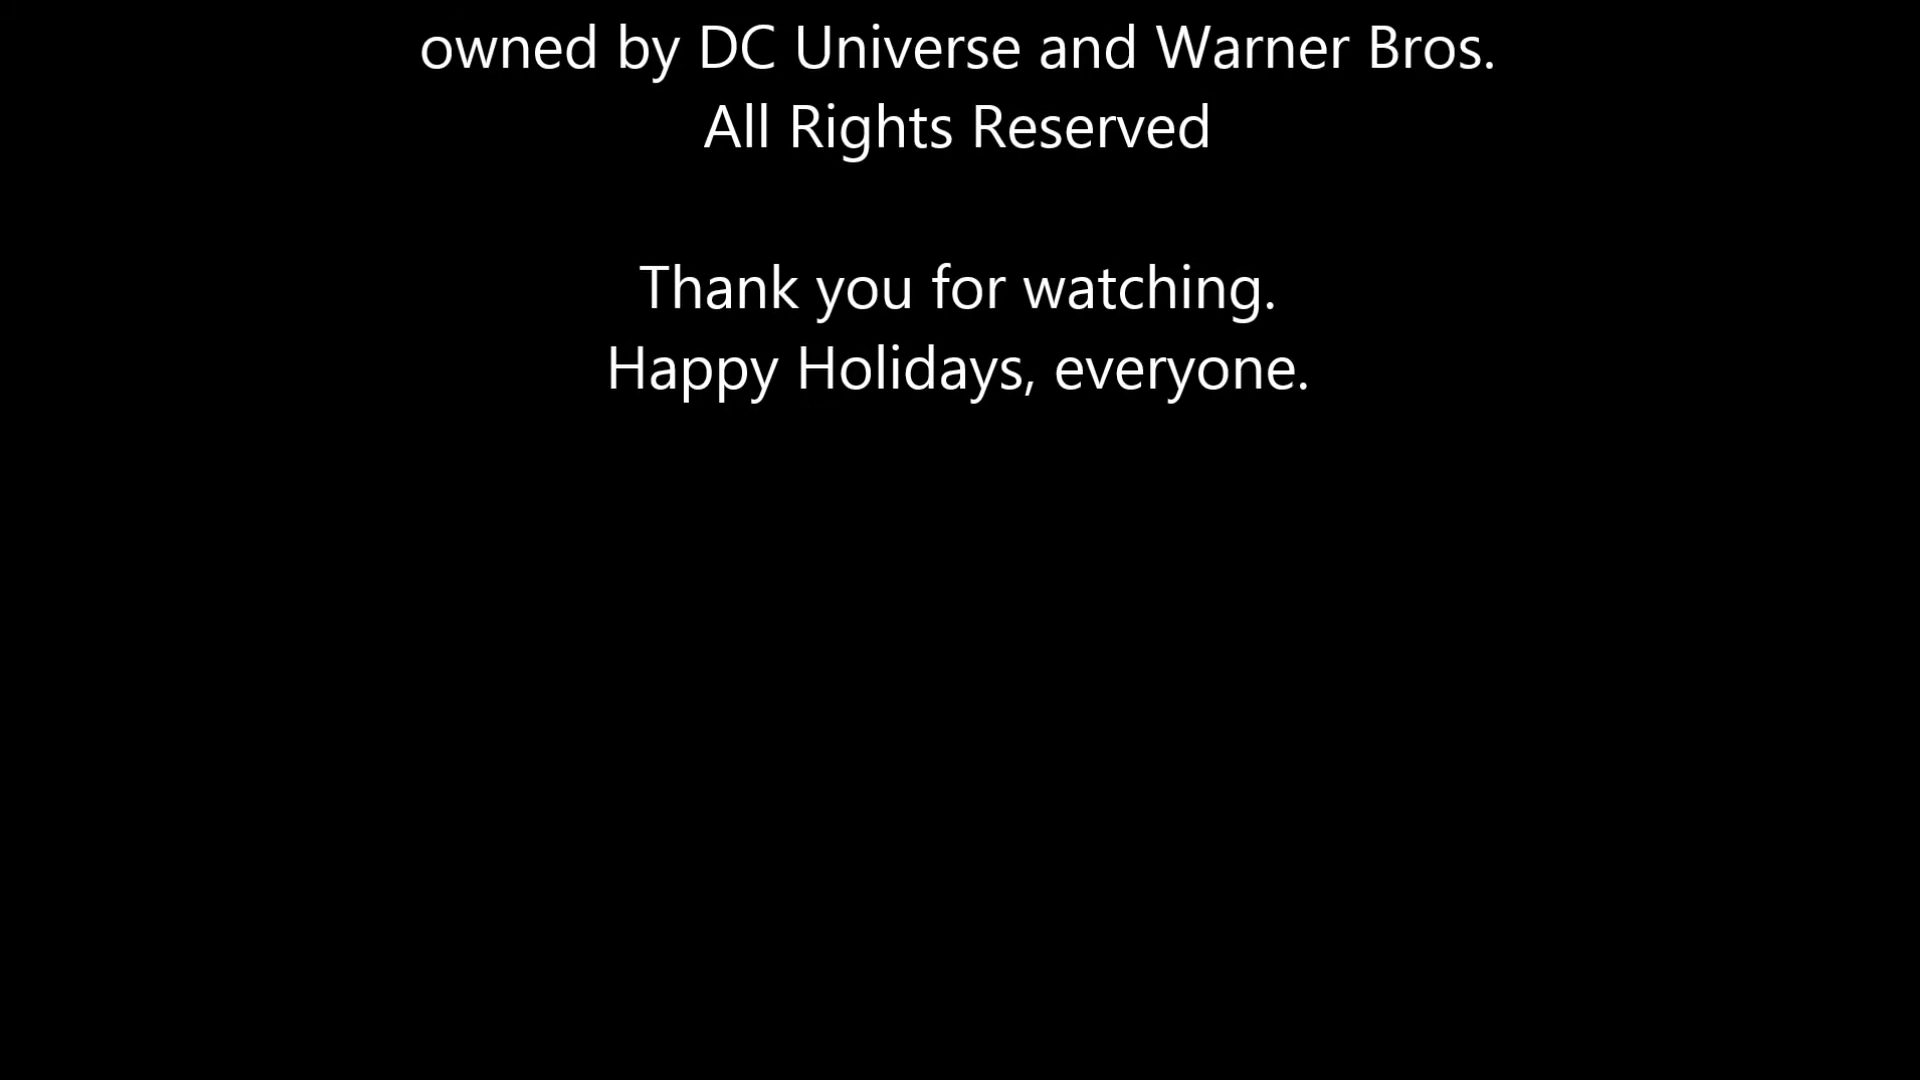 owned by DC Universe and Warner Bros.
All Rights Reserved
Thank you for watching.
Happy Holidays, everyone.